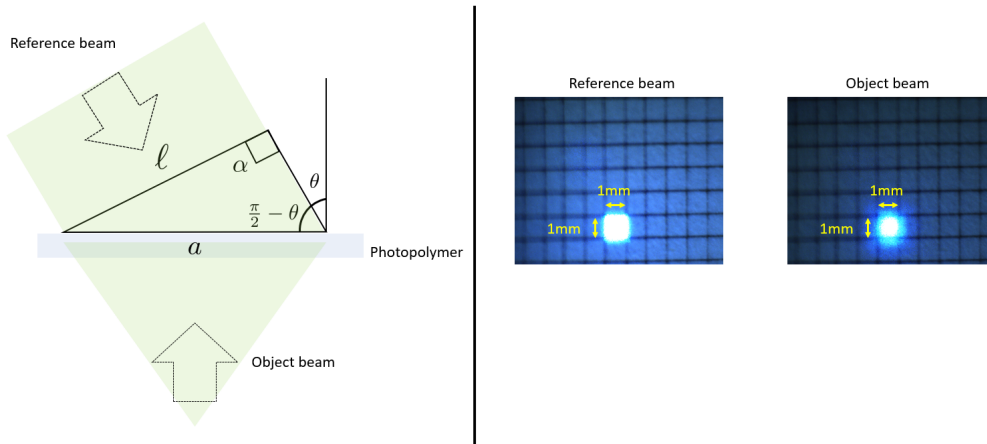 Reference beam
ℓ
α
θ
π/2 − θ
a
Photopolymer
Object beam
Reference beam
1mm
1mm
Object beam
1mm
1mm